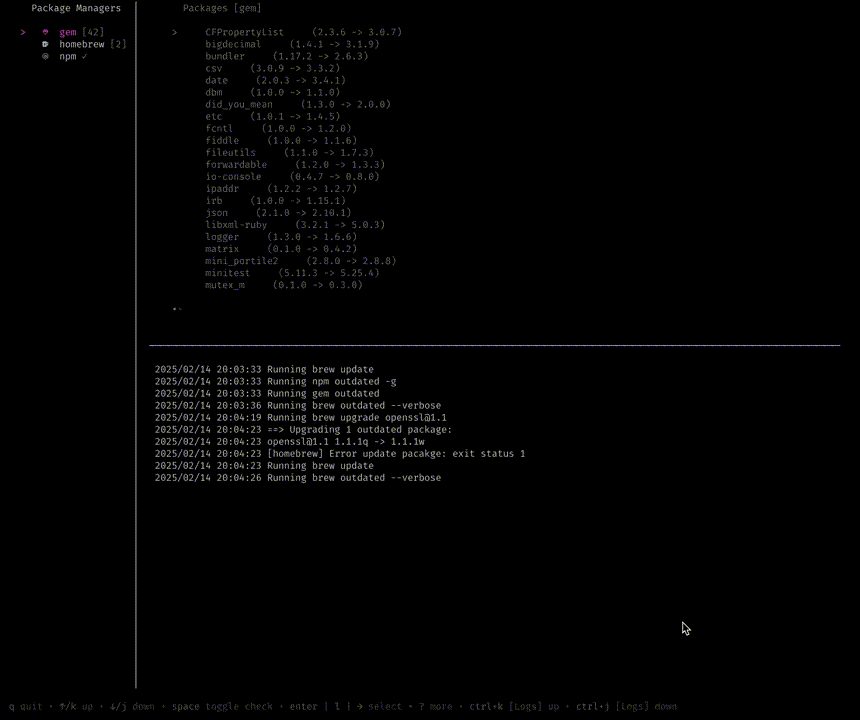 Package Managers
> gem [42]
homebrew [2]
npm ✓
Packages [gem]
> CFPropertyList (2.3.6 -> 3.0.7)
bigdecimal (1.4.1 -> 3.1.9)
bundler (1.17.2 -> 2.6.3)
csv (3.0.9 -> 3.3.2)
date (2.0.3 -> 3.4.1)
dbm (1.0.0 -> 1.1.0)
did_you_mean (1.3.0 -> 2.0.0)
etc (1.0.1 -> 1.4.5)
fcntl (1.0.0 -> 1.2.0)
fiddle (1.0.0 -> 1.1.6)
fileutils (1.1.0 -> 1.7.3)
forwardable (1.2.0 -> 1.3.3)
io-console (0.4.7 -> 0.8.0)
ipaddr (1.2.2 -> 1.2.7)
irb (1.0.0 -> 1.15.1)
json (2.1.0 -> 2.10.1)
libxml-ruby (3.2.1 -> 5.0.3)
logger (1.3.0 -> 1.6.6)
matrix (0.1.0 -> 0.4.2)
mini_portile2 (2.8.0 -> 2.8.8)
minitest (5.11.3 -> 5.25.4)
mutex_m (0.1.0 -> 0.3.0)
2025/02/14 20:03:33 Running brew update
2025/02/14 20:03:33 Running npm outdated -g
2025/02/14 20:03:33 Running gem outdated
2025/02/14 20:03:36 Running brew outdated --verbose
2025/02/14 20:04:19 Running brew upgrade openssl@1.1
2025/02/14 20:04:23 ==> Upgrading 1 outdated package:
2025/02/14 20:04:23 openssl@1.1 1.1.1q -> 1.1.1w
2025/02/14 20:04:23 [homebrew] Error update pacakge: exit status 1
2025/02/14 20:04:23 Running brew update
2025/02/14 20:04:26 Running brew outdated --verbose
q quit • ↑/k up • ↓/j down • space toggle check • enter | l | → select • ? more • ctrl+k [Logs] up • ctrl+j [Logs] down